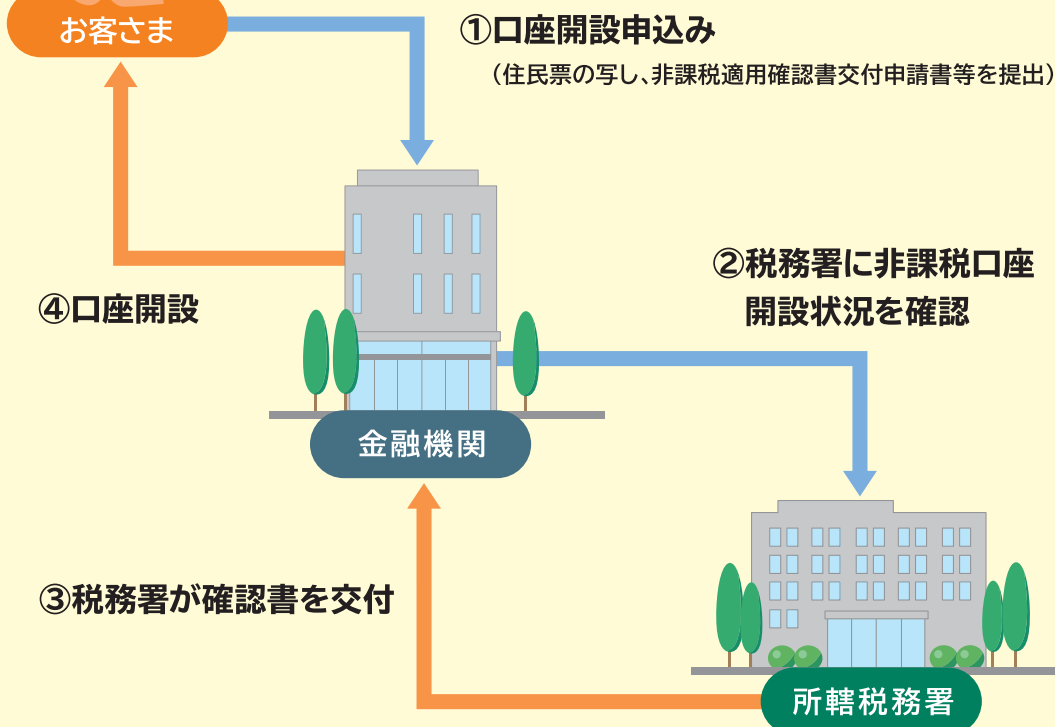 お客さま
①口座開設申込み
（住民票の写し、非課税適用確認書交付申請書等を提出）
②税務署に非課税口座
開設状況を確認
④口座開設
金融機関
③税務署が確認書を交付
所轄税務署